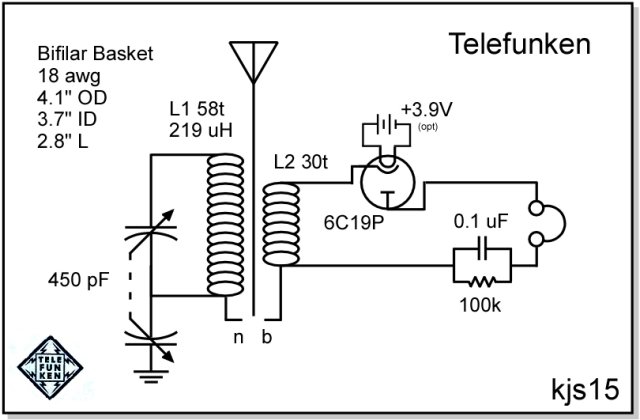 Telefunken
Bifilar Basket
18 awg
4.1" OD
3.7" ID
2.8" L
L1 58t
219 uH
+3.9V
(opt)
L2 30t
6C19P
0.1 uF
450 pF
100k
n b
TELE
FUN
KEN
kjs15